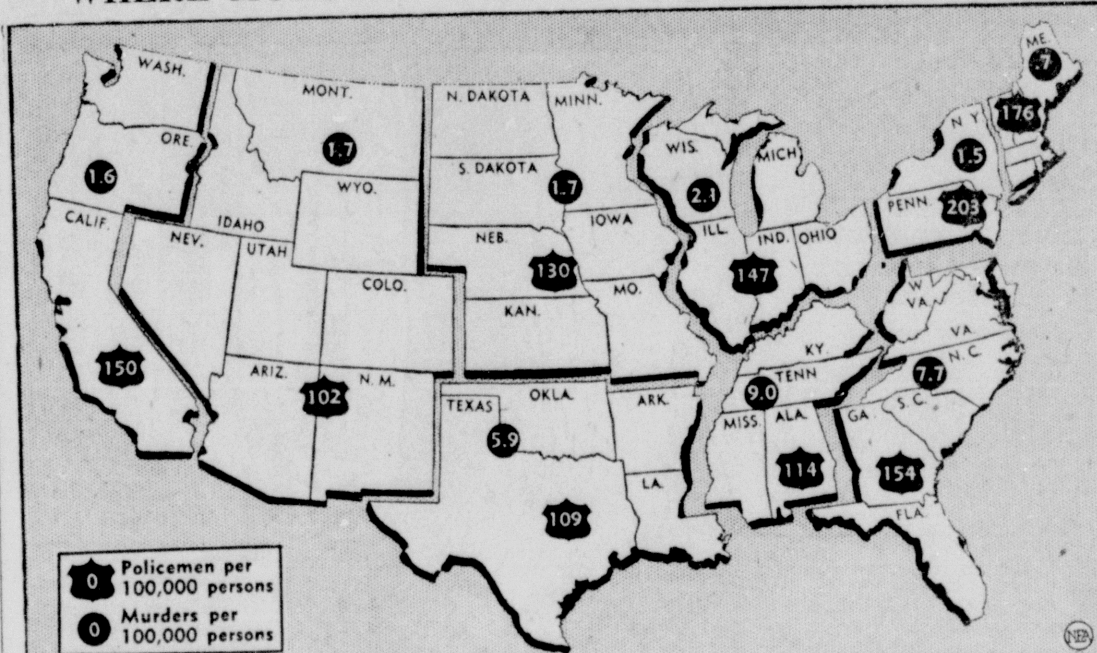 WASH.
MONT.
N. DAKOTA
MINN.
ME.
.7
ORE.
1.6
1.7
S. DAKOTA
1.7
WIS.
2.1
MICH
N Y
1.5
176
WYO.
IDAHO
IOWA
PENN.
203
CALIF.
NEV.
UTAH
NEB.
130
ILL.
IND.
OHIO
147
COLO.
KAN.
MO.
W
VA.
VA.
150
ARIZ.
102
N. M.
KY.
TENN
9.0
N.C.
7.7
TEXAS
OKLA.
5.9
ARK.
MISS.
ALA.
114
GA.
S.C.
154
LA.
109
FLA.
0 Policemen per
100,000 persons
0 Murders per
100,000 persons
NEA